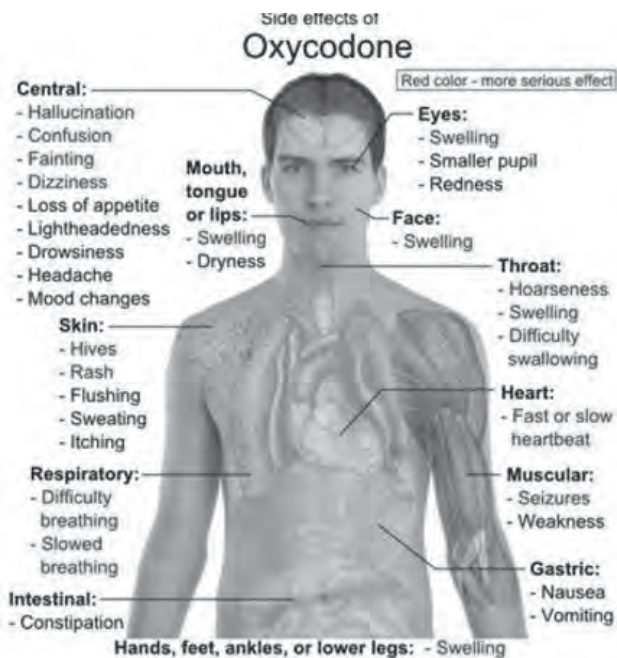 Side effects of
Oxycodone
Red color - more serious effect
Central:
- Hallucination
- Confusion
- Fainting
- Dizziness
- Loss of appetite
- Lightheadedness
- Drowsiness
- Headache
- Mood changes
Eyes:
- Swelling
- Smaller pupil
- Redness
Mouth,
tongue
or lips:
- Swelling
- Dryness
Face:
- Swelling
Throat:
- Hoarseness
- Swelling
- Difficulty
swallowing
Skin:
- Hives
- Rash
- Flushing
- Sweating
- Itching
Heart:
- Fast or slow
heartbeat
Respiratory:
- Difficulty
breathing
- Slowed
breathing
Muscular:
- Seizures
- Weakness
Gastric:
- Nausea
- Vomiting
Intestinal:
- Constipation
Hands, feet, ankles, or lower legs: - Swelling